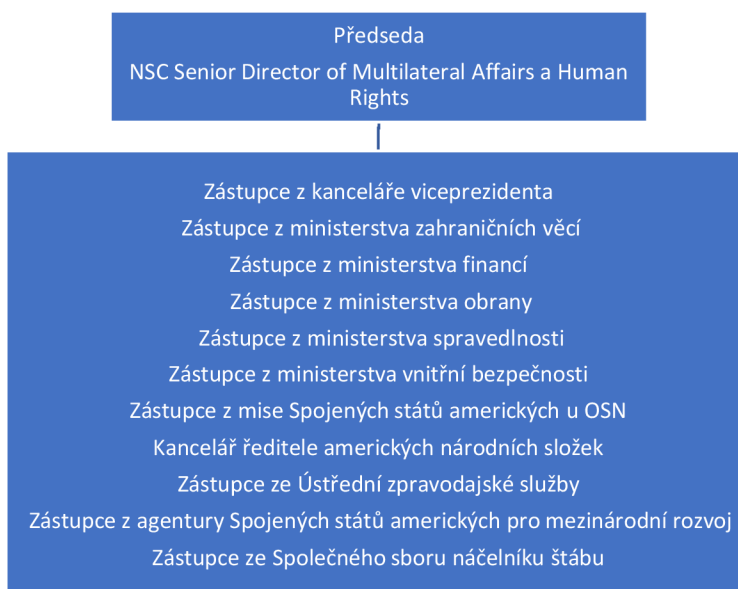 Předseda
NSC Senior Director of Multilateral Affairs a Human
Rights
Zástupce z kanceláře viceprezidenta
Zástupce z ministerstva zahraničních věcí
Zástupce z ministerstva financí
Zástupce z ministerstva obrany
Zástupce z ministerstva spravedlnosti
Zástupce z ministerstva vnitřní bezpečnosti
Zástupce z mise Spojených států amerických u OSN
Kancelář ředitele amerických národních složek
Zástupce ze Ústřední zpravodajské služby
Zástupce z agentury Spojených států amerických pro mezinárodní rozvoj
Zástupce ze Společného sboru náčelníku štábu